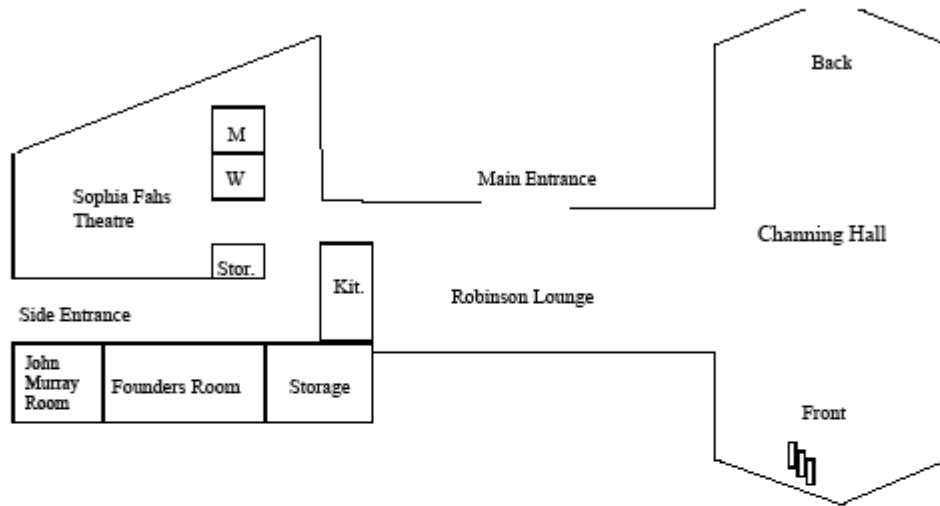 Back
M
W
Main Entrance
Sophia Fahs
Theatre
Channing Hall
Stor.
Kit.
Robinson Lounge
Side Entrance
John
Murray
Room
Founders Room
Storage
Front